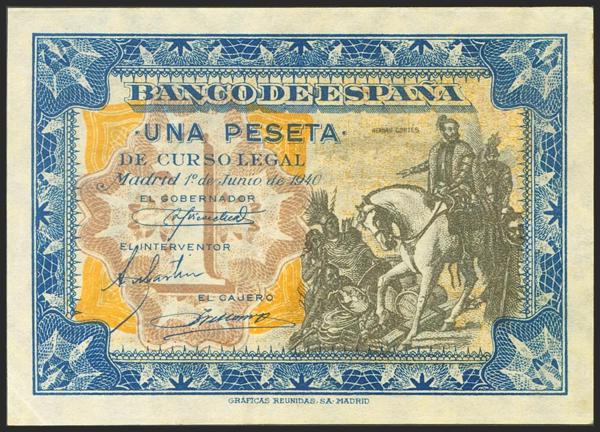 BANCO DE ESPAÑA
·UNA PESETA·
HERNAN CORTES
DE CURSO LEGAL
Madrid 1º de Junio de 1940
EL GOBERNADOR
EL INTERVENTOR
EL CAJERO
1
GRÁFICAS REUNIDAS, S.A. MADRID